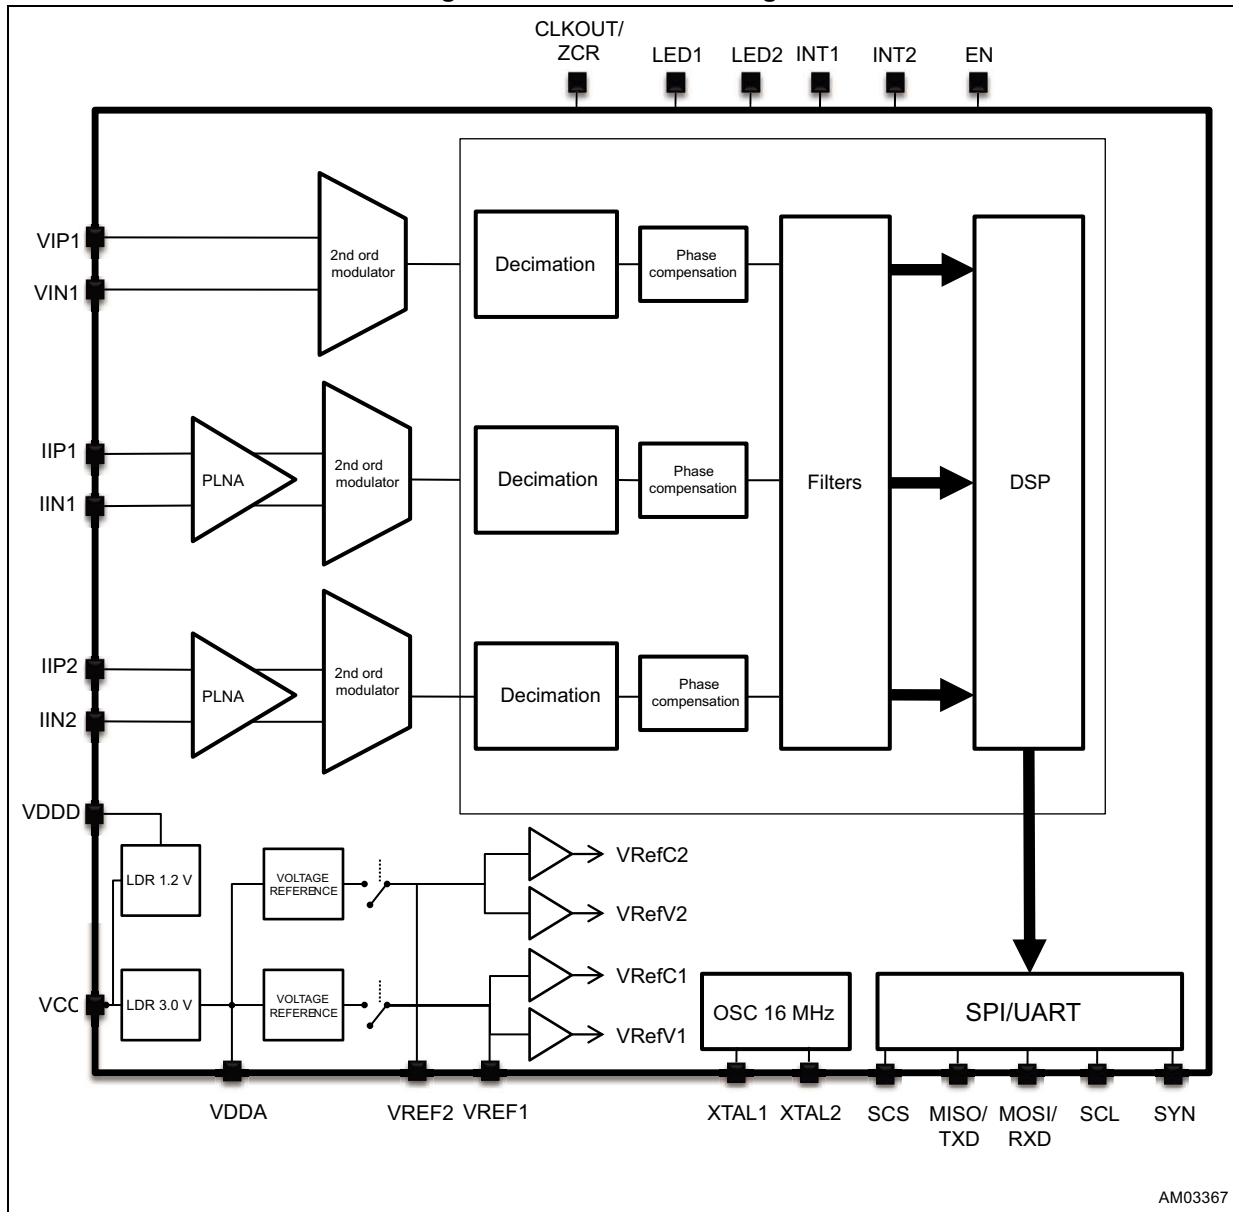 CLKOUT/
ZCR
LED1
LED2
INT1
INT2
EN
VIP1
VIN1
2nd ord
modulator
Decimation
Phase
compensation
IIP1
IIN1
PLNA
2nd ord
modulator
Decimation
Phase
compensation
Filters
DSP
IIP2
IIN2
PLNA
2nd ord
modulator
Decimation
Phase
compensation
VDDD
LDR 1.2 V
VOLTAGE
REFERENCE
VRefC2
VRefV2
VCC
LDR 3.0 V
VOLTAGE
REFERENCE
VRefC1
VRefV1
OSC 16 MHz
SPI/UART
VDDA
VREF2
VREF1
XTAL1
XTAL2
SCS
MISO/
TXD
MOSI/
RXD
SCL
SYN
AM03367